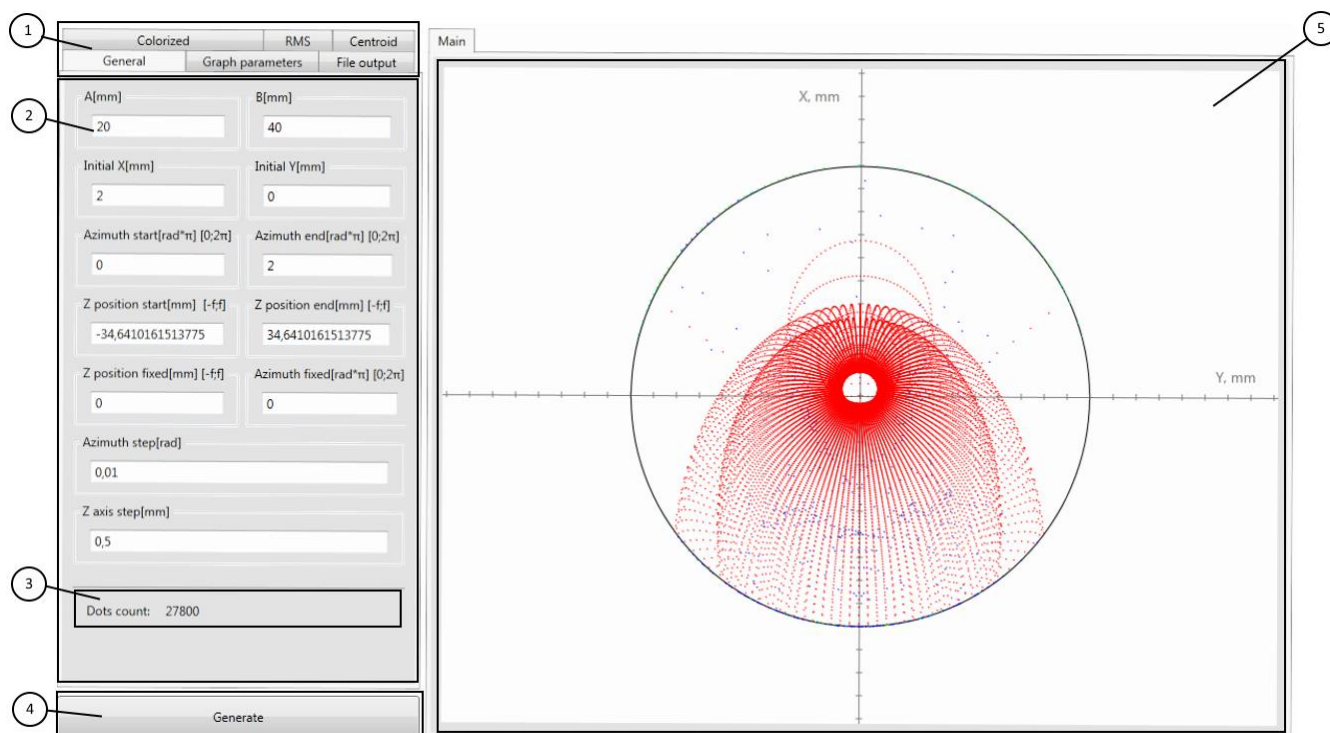 1
Colorized RMS Centroid
General Graph parameters File output
2
A[mm] B[mm]
20 40
Initial X[mm] Initial Y[mm]
2 0
Azimuth start[rad*π] [0;2π] Azimuth end[rad*π] [0;2π]
0 2
Z position start[mm] [-f;f] Z position end[mm] [-f;f]
-34,6410161513775 34,6410161513775
Z position fixed[mm] [-f;f] Azimuth fixed[rad*π] [0;2π]
0 0
Azimuth step[rad]
0,01
Z axis step[mm]
0,5
3
Dots count: 27800
4
Generate
Main
5
X, mm
Y, mm